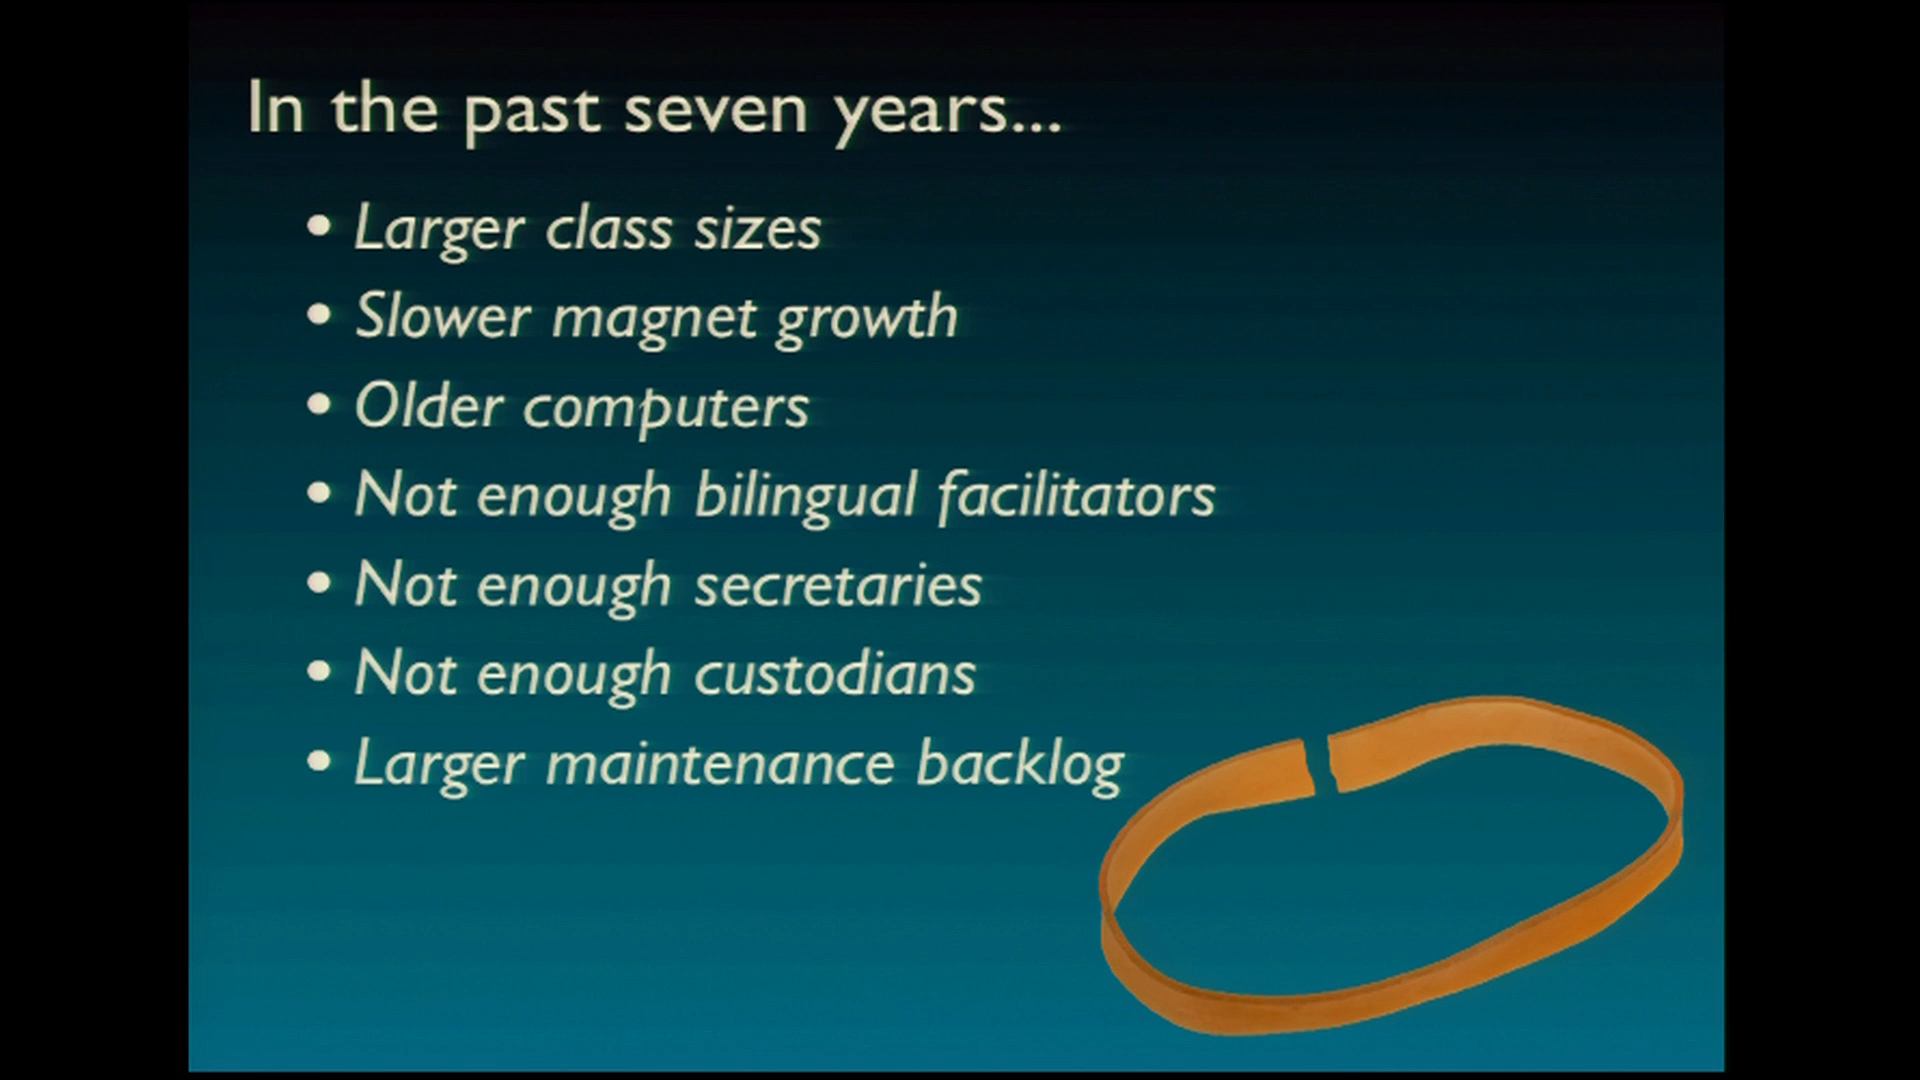 In the past seven years...
• Larger class sizes
• Slower magnet growth
• Older computers
• Not enough bilingual facilitators
• Not enough secretaries
• Not enough custodians
• Larger maintenance backlog